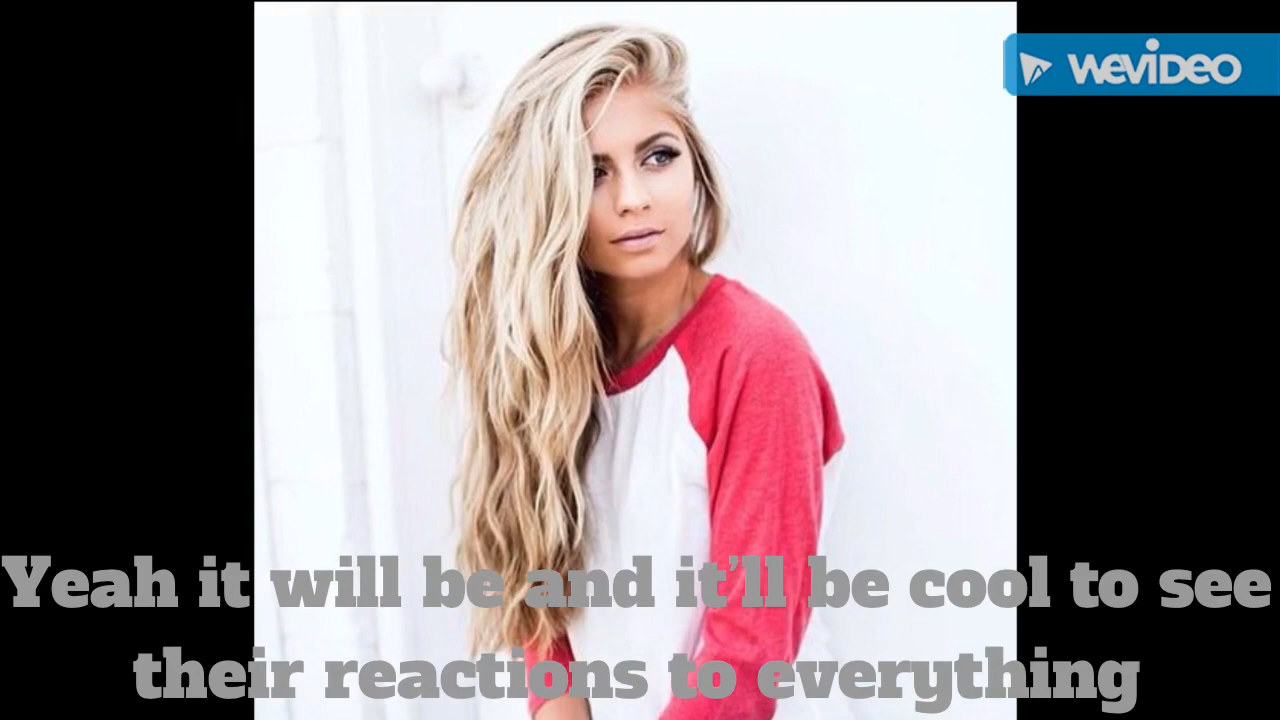 WEVIDEO
Yeah it will be and it'll be cool to see
their reactions to everything